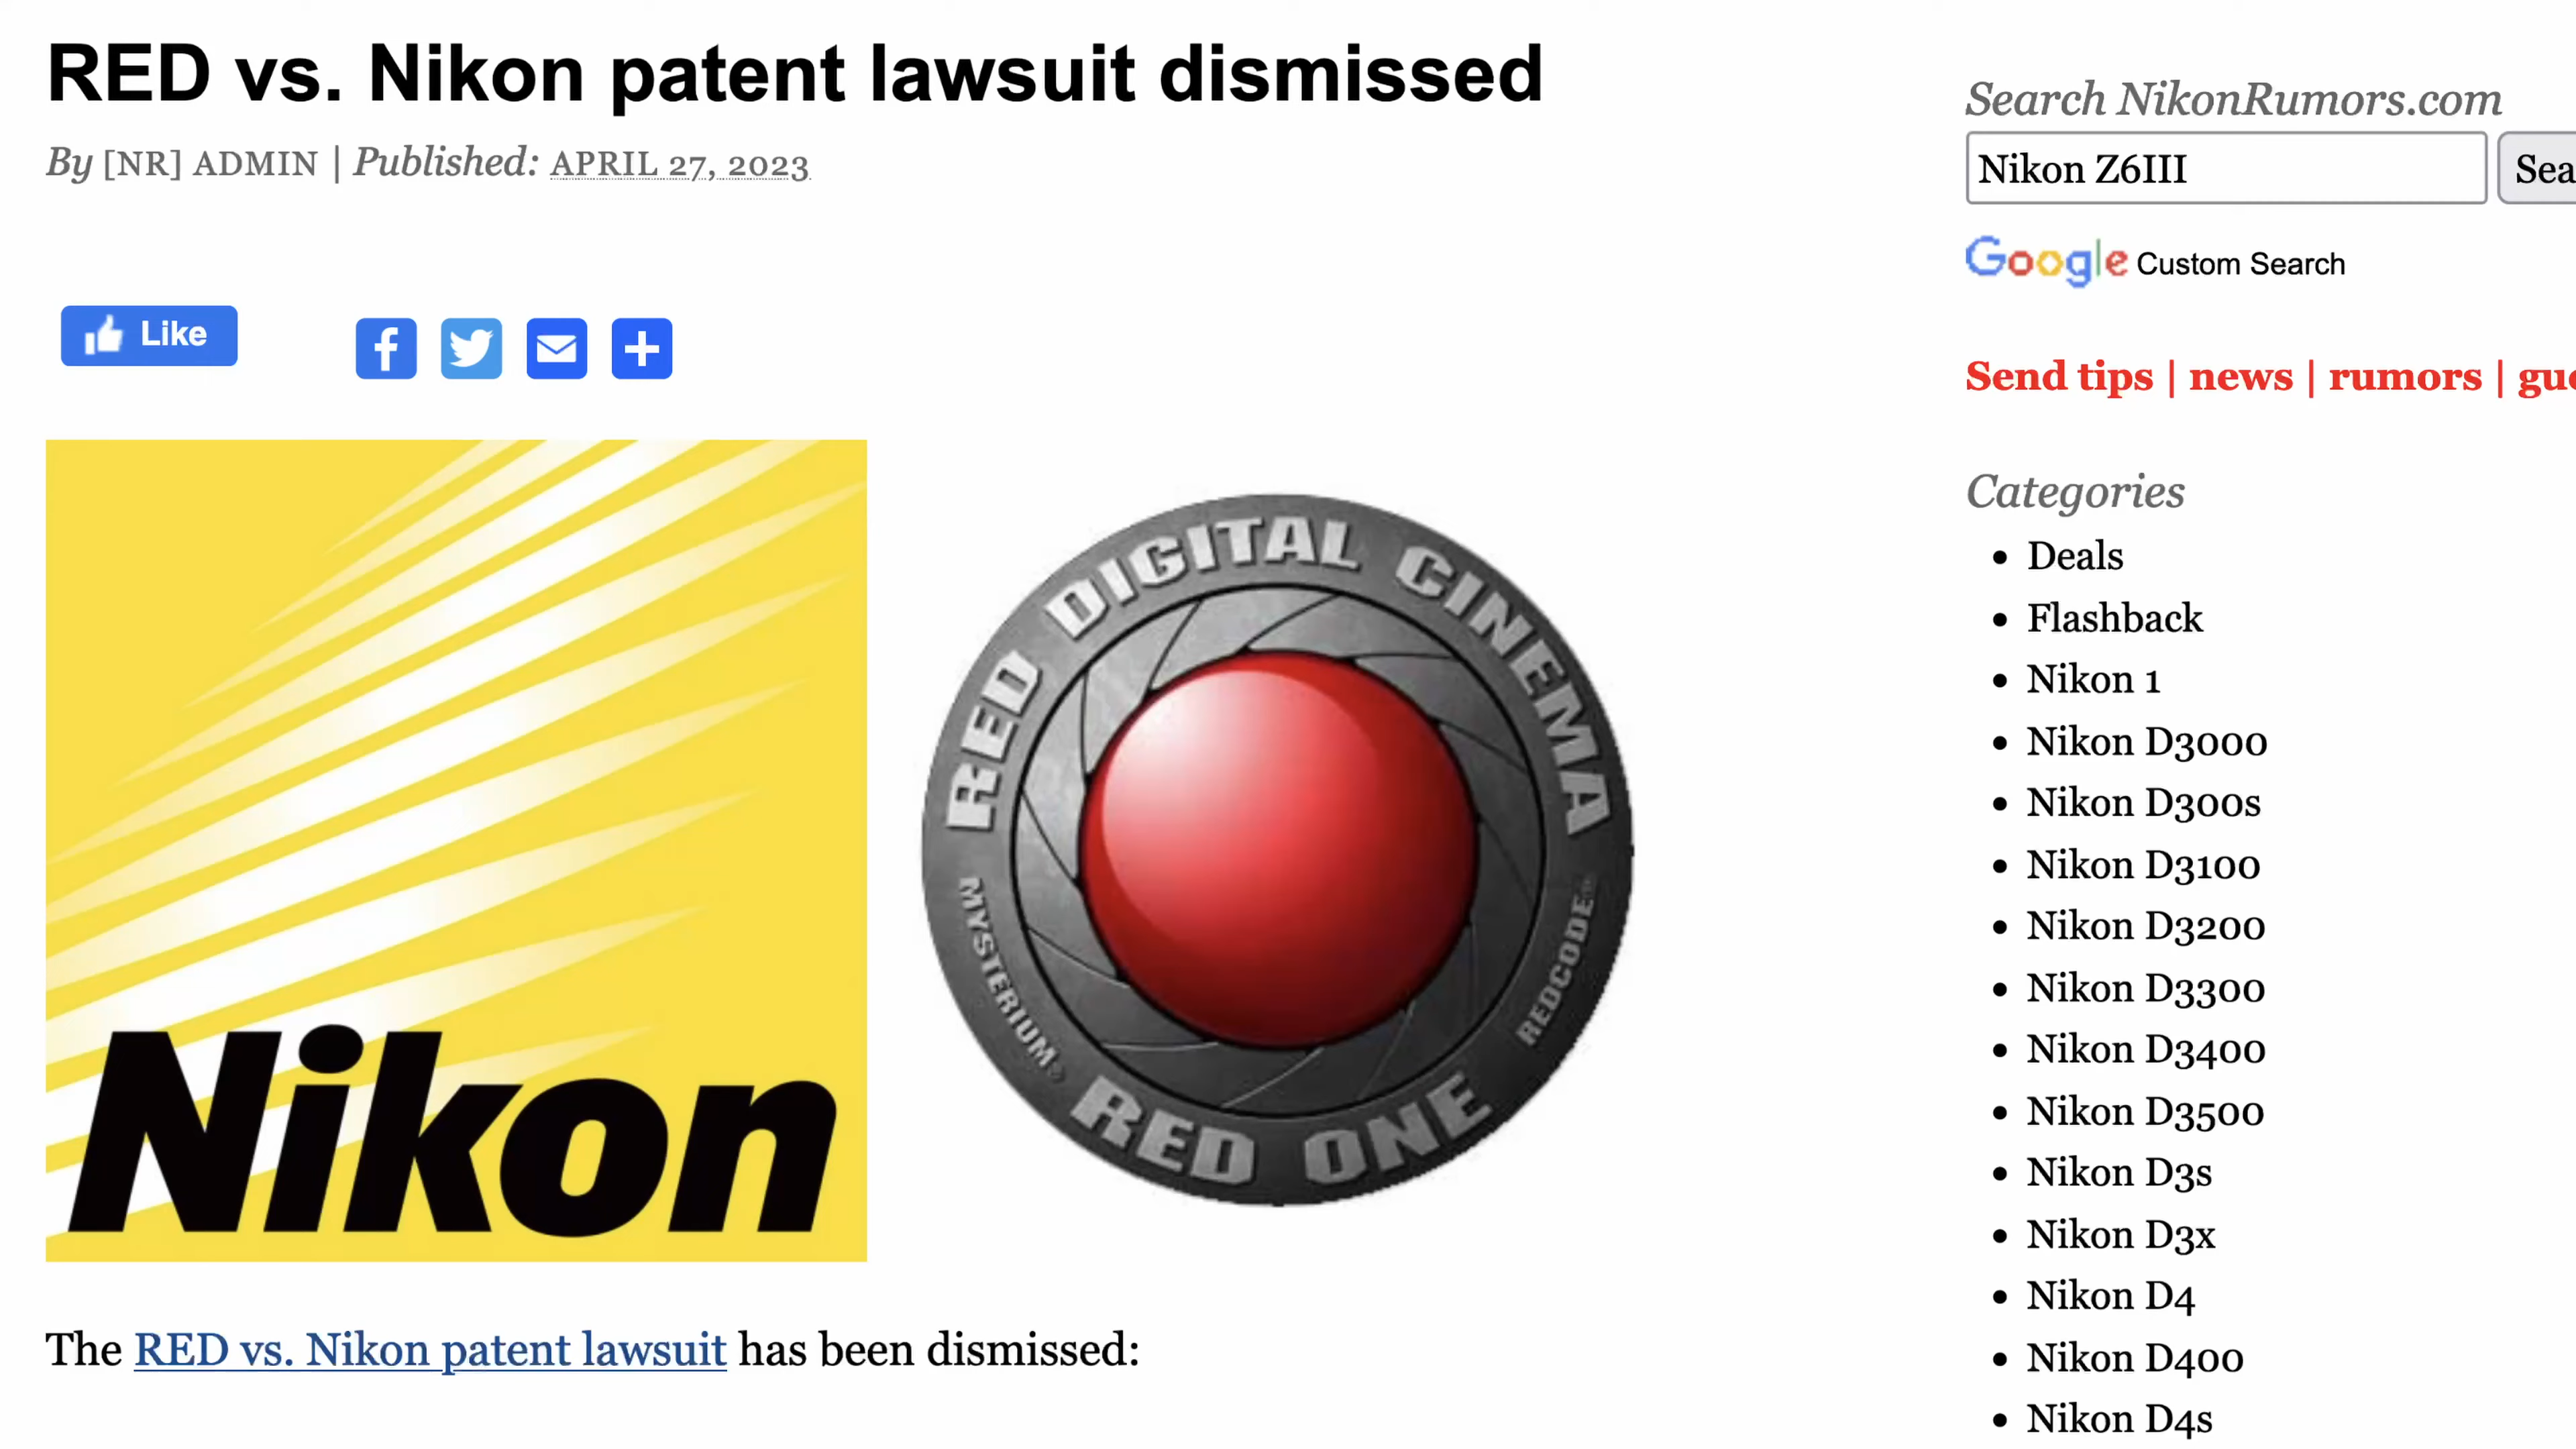 RED vs. Nikon patent lawsuit dismissed
By [NR] ADMIN | Published: APRIL 27, 2023
Like
Nikon
RED DIGITAL CINEMA
MYSTERIUM®
REDCODE®
RED ONE
The RED vs. Nikon patent lawsuit has been dismissed:
Search NikonRumors.com
Nikon Z6III
Sea
Google Custom Search
Send tips | news | rumors |
Categories
• Deals
• Flashback
• Nikon 1
• Nikon D3000
• Nikon D300s
• Nikon D3100
• Nikon D3200
• Nikon D3300
• Nikon D3400
• Nikon D3500
• Nikon D3s
• Nikon D3x
• Nikon D4
• Nikon D400
• Nikon D4s